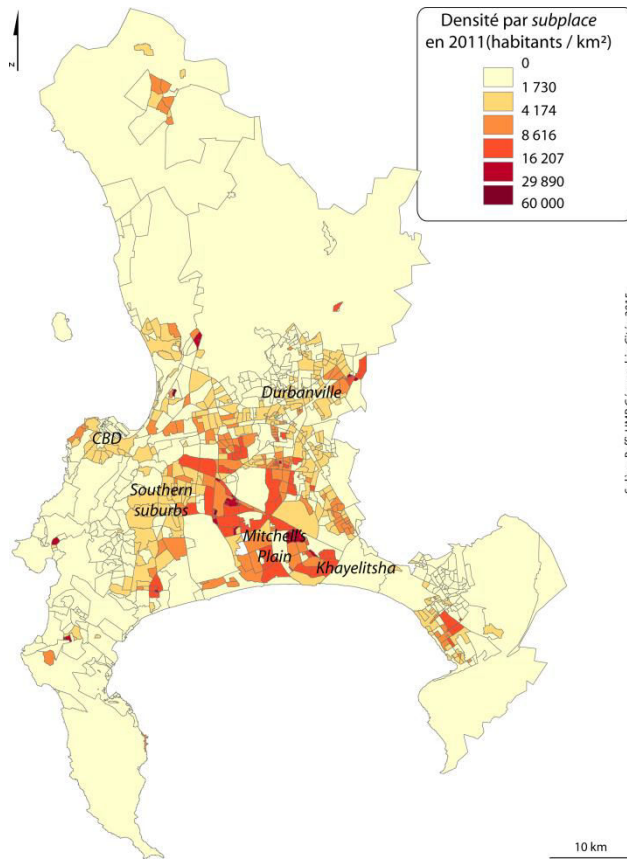 Densité par subplace
en 2011(habitants / km²)
0
1 730
4 174
8 616
16 207
29 890
60 000
z
Durbanville
CBD
Southern
suburbs
Mitchell's
Plain
Khayelitsha
10 km